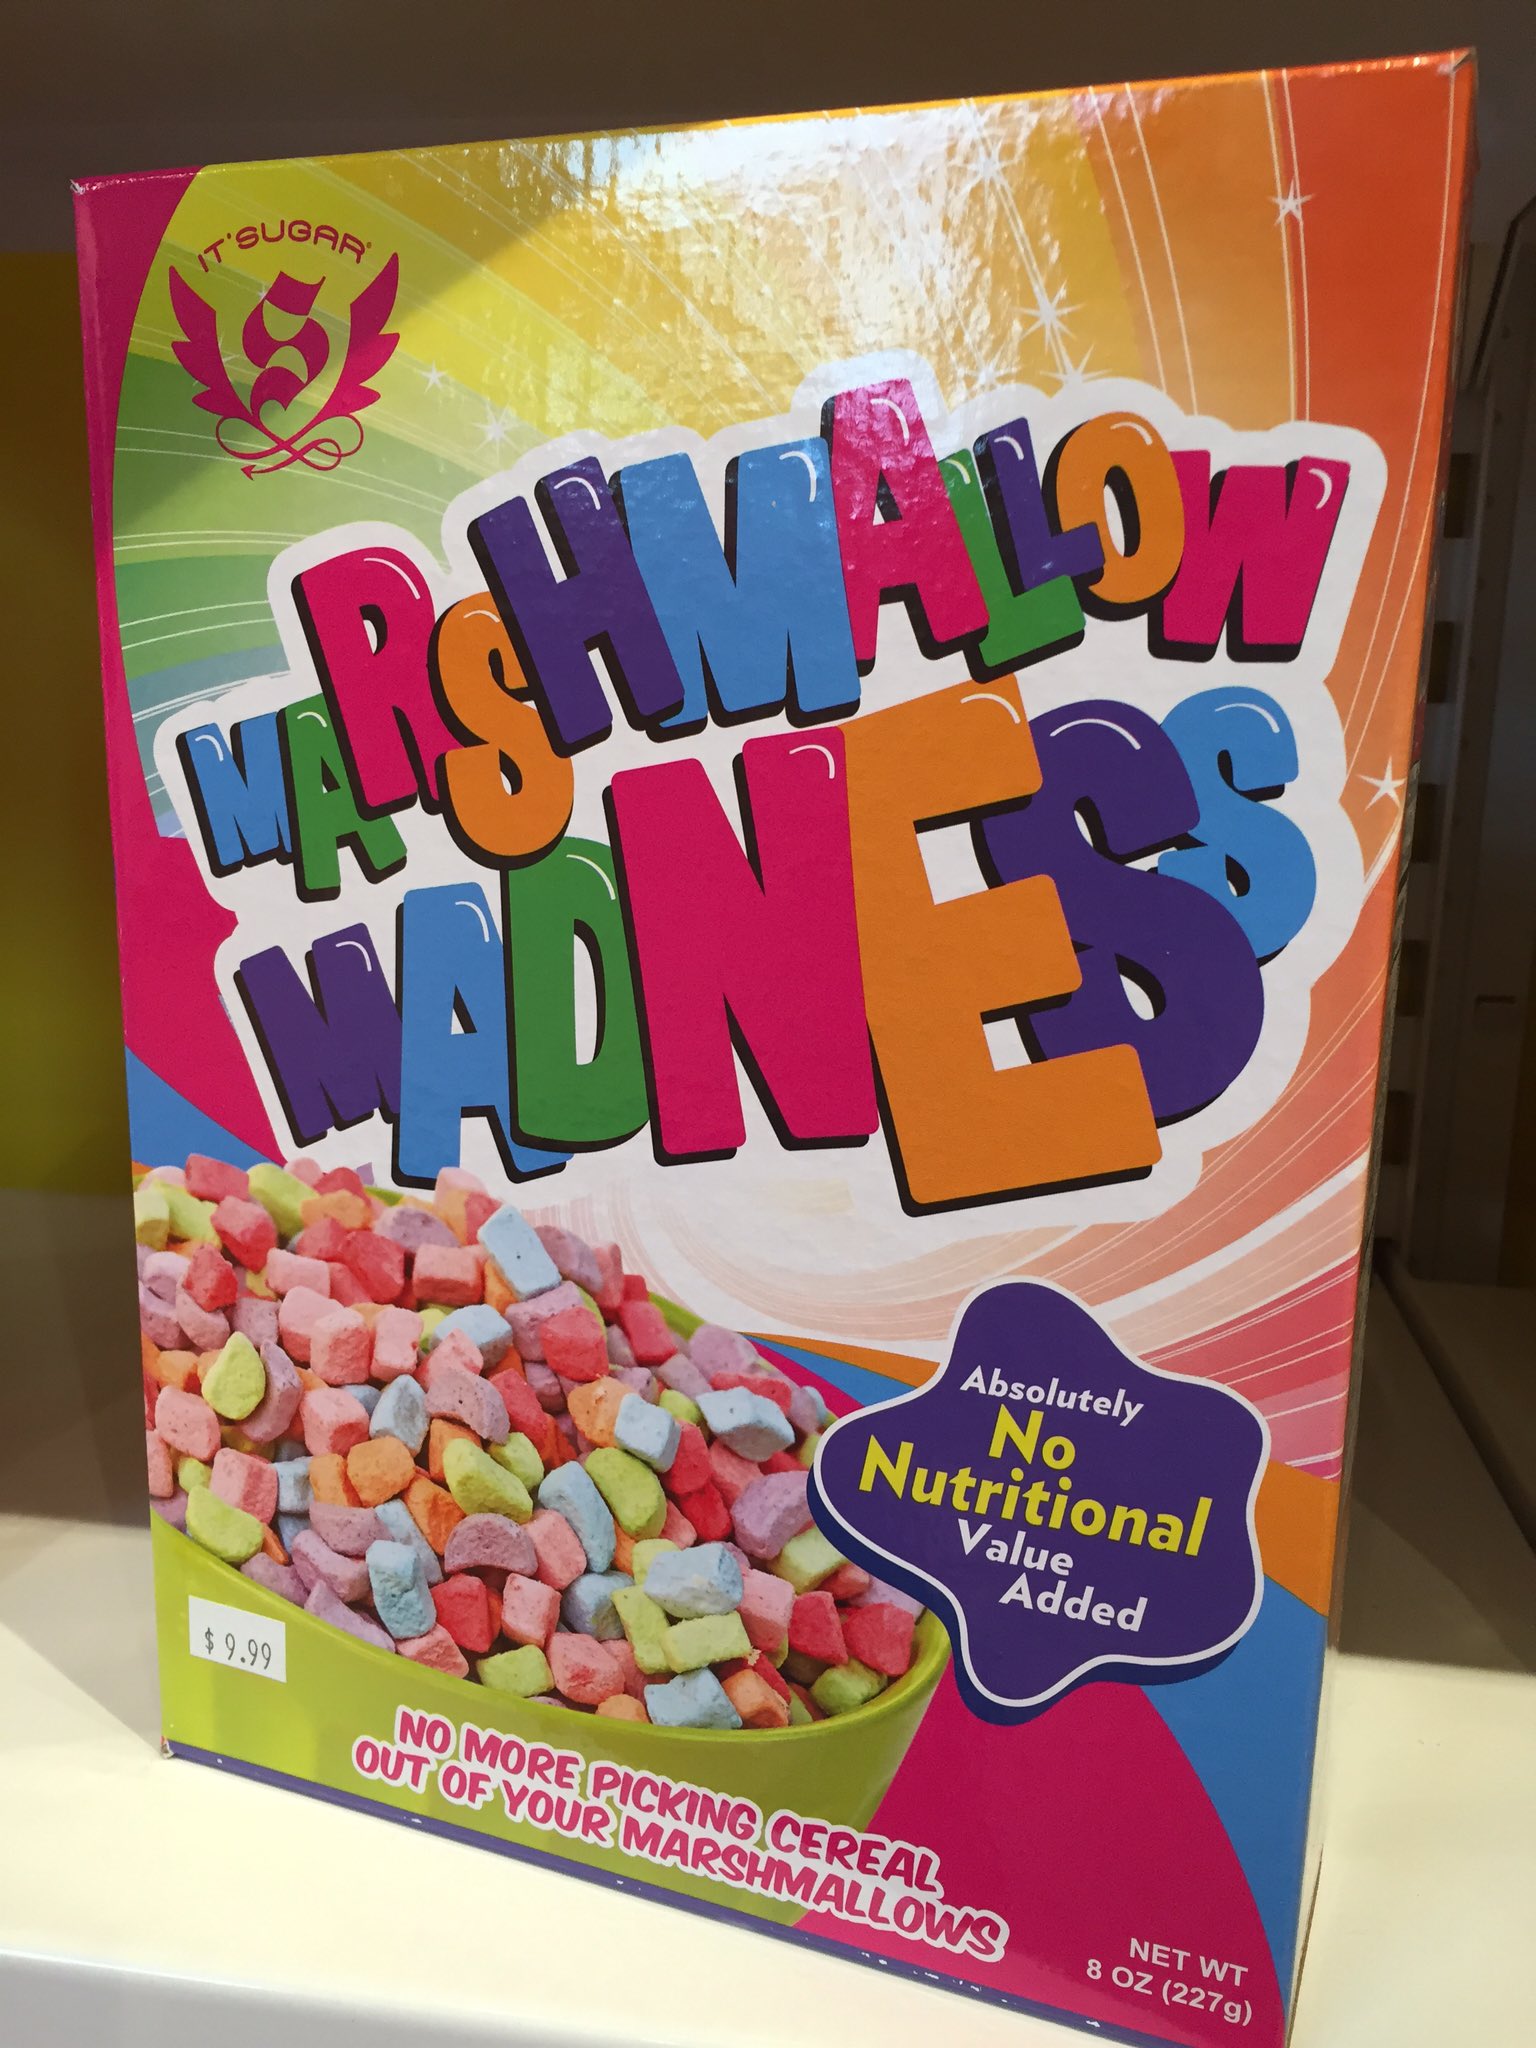 IT'SUGAR®
S
MARSHMALLOW
MADNESS
Absolutely
No
Nutritional
Value
Added
$9.99
NO MORE PICKING CEREAL
OUT OF YOUR MARSHMALLOWS
NET WT
8 OZ (227g)